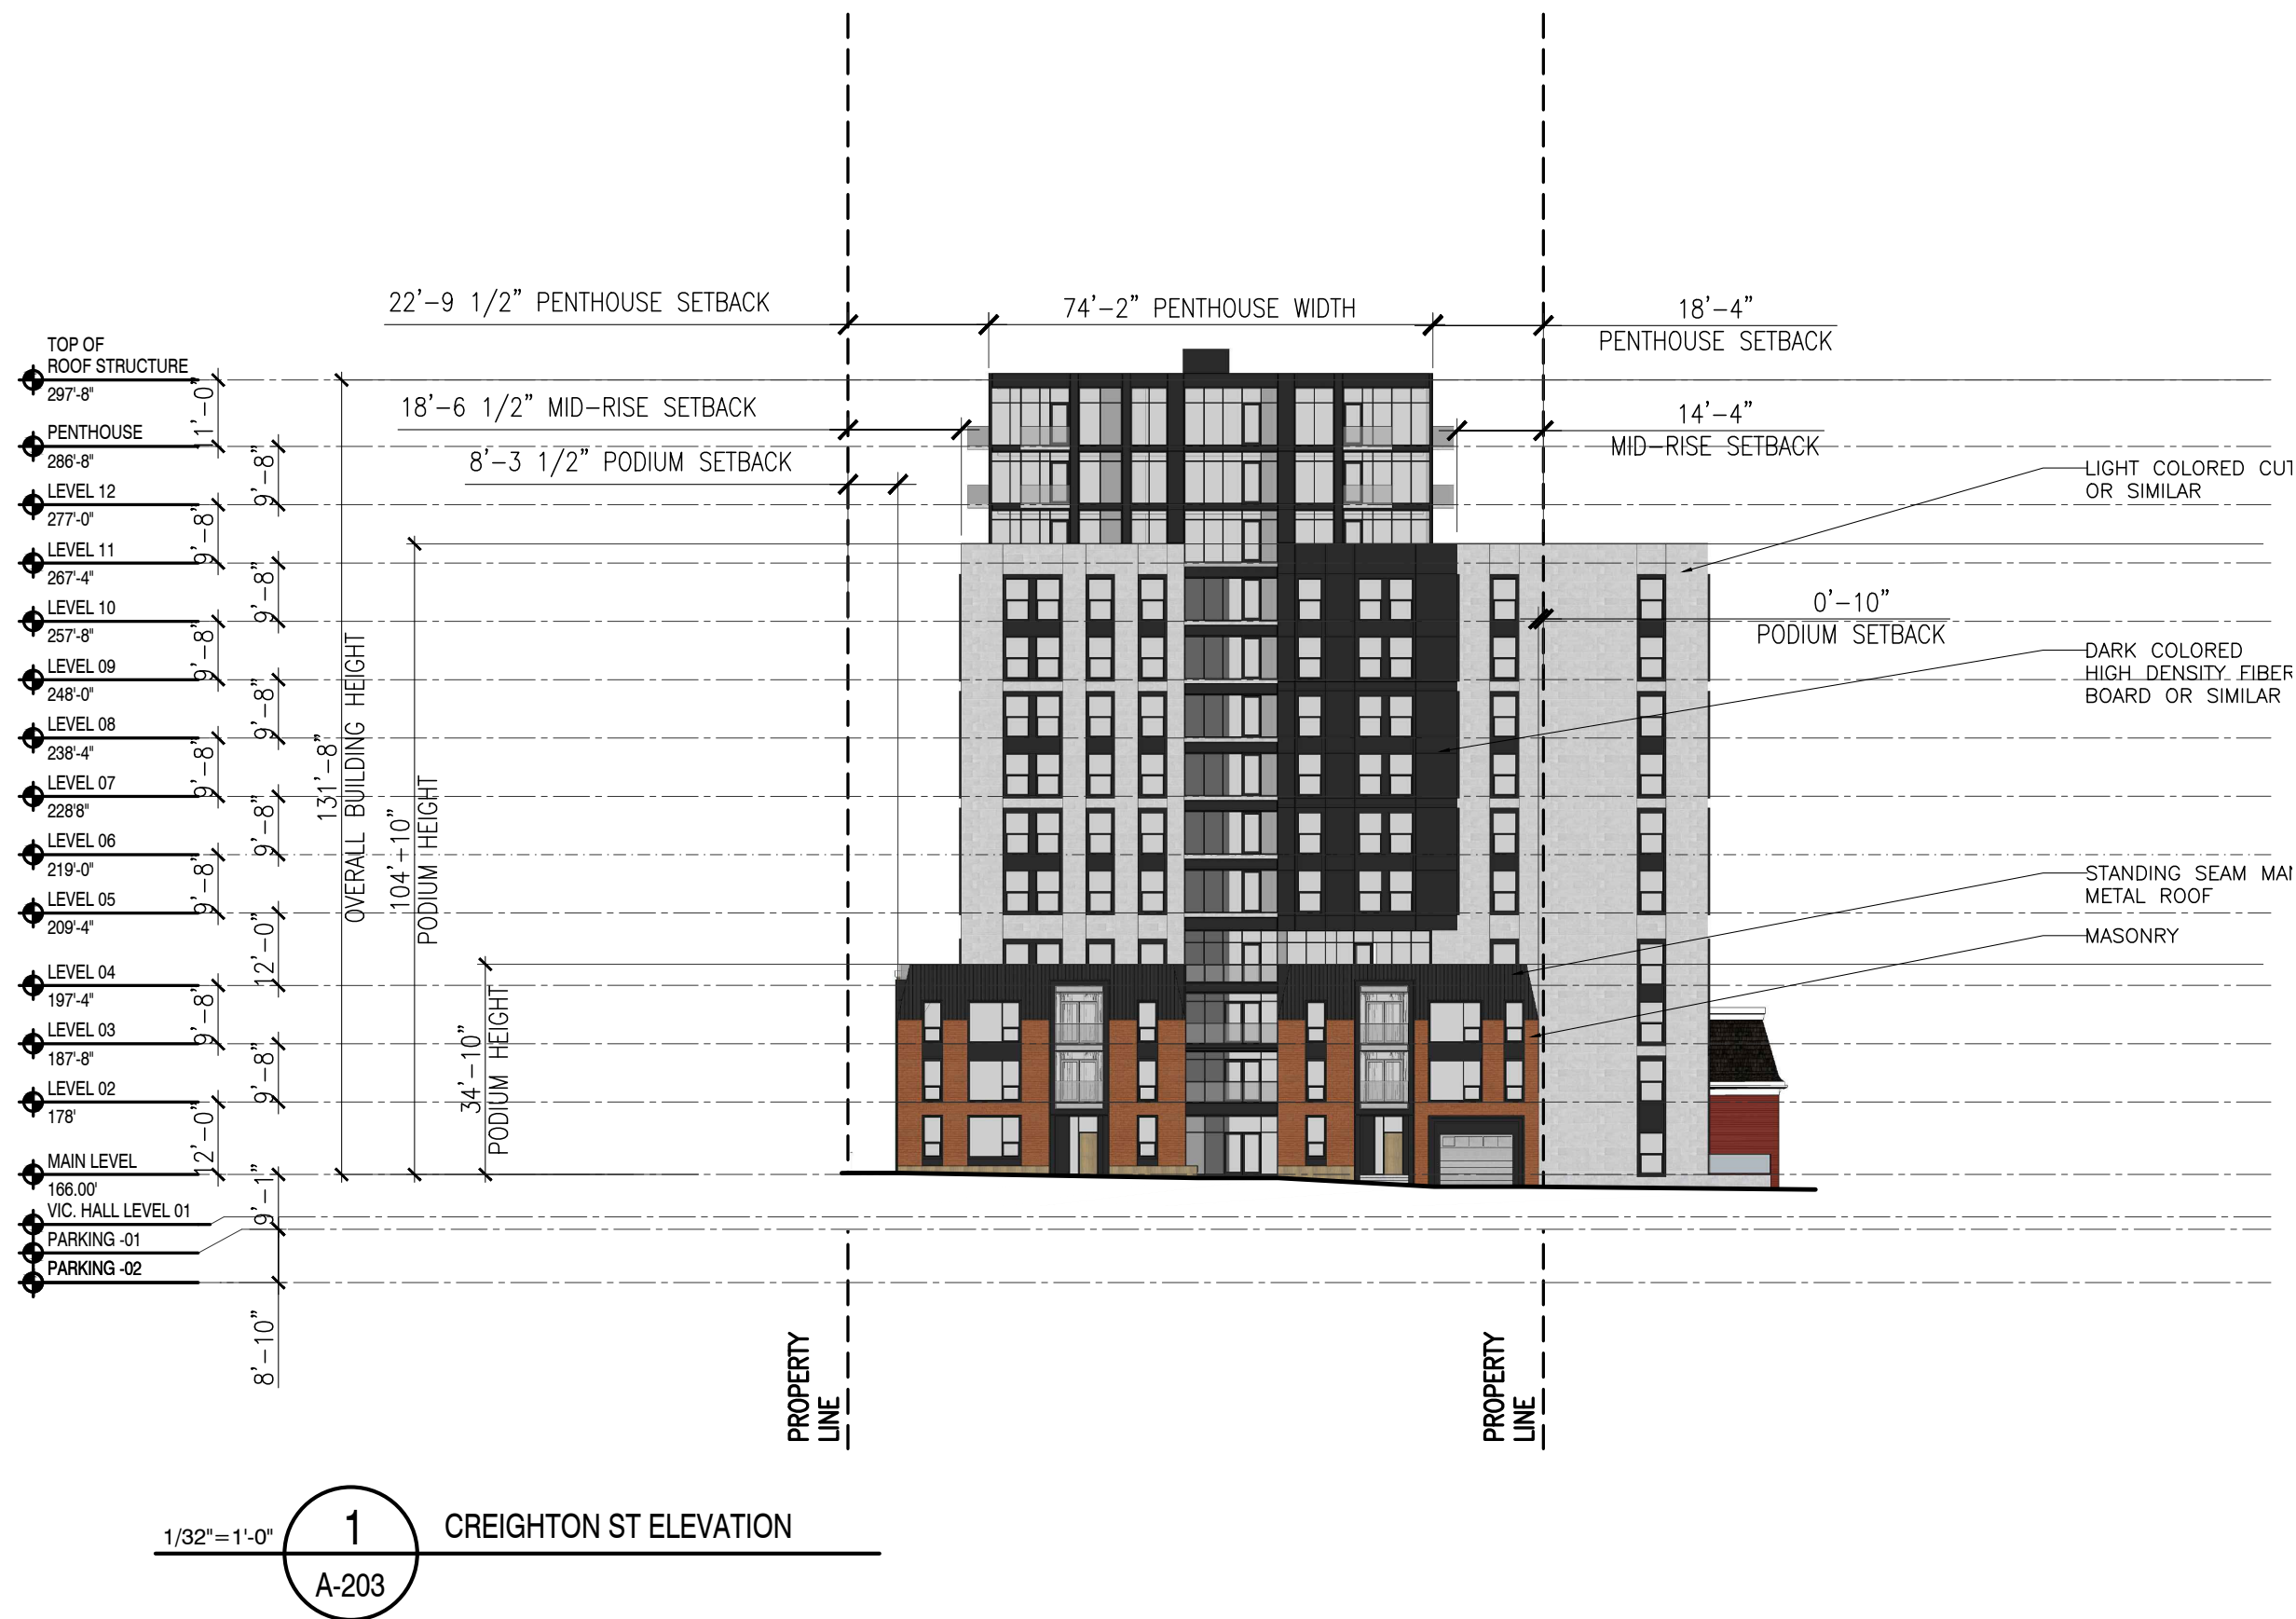 22'-9 1/2" PENTHOUSE SETBACK
74'-2" PENTHOUSE WIDTH
18'-4"
PENTHOUSE SETBACK
18'-6 1/2" MID-RISE SETBACK
14'-4"
MID-RISE SETBACK
8'-3 1/2" PODIUM SETBACK
0'-10"
PODIUM SETBACK
TOP OF
ROOF STRUCTURE
297'-8"
PENTHOUSE
286'-8"
LEVEL 12
277'-0"
LEVEL 11
267'-4"
LEVEL 10
257'-8"
LEVEL 09
248'-0"
LEVEL 08
238'-4"
LEVEL 07
228'8"
LEVEL 06
219'-0"
LEVEL 05
209'-4"
LEVEL 04
197'-4"
LEVEL 03
187'-8"
LEVEL 02
178'
MAIN LEVEL
166.00'
VIC. HALL LEVEL 01
PARKING -01
PARKING -02
9'-8"
9'-8"
9'-8"
9'-8"
9'-8"
9'-8"
9'-8"
9'-8"
12'-0"
9'-8"
9'-8"
12'-0"
9'-1"
8'-10"
131'-8"
OVERALL BUILDING HEIGHT
104'-10"
PODIUM HEIGHT
34'-10"
PODIUM HEIGHT
LIGHT COLORED
OR SIMILAR
DARK COLORED
HIGH DENSITY FIBER
BOARD OR SIMILAR
STANDING SEAM
METAL ROOF
MASONRY
PROPERTY
LINE
PROPERTY
LINE
1/32"=1'-0"
1
A-203
CREIGHTON ST ELEVATION